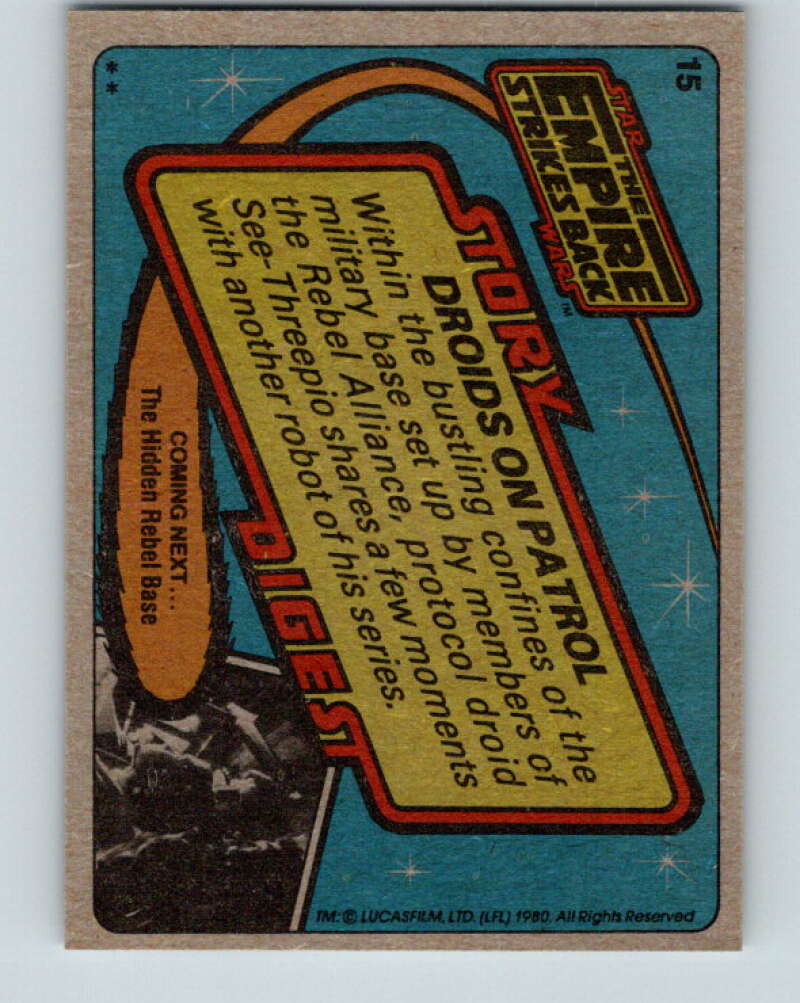 15
STAR
THE
EMPIRE
STRIKES BACK
WARS™
STORY
DROIDS ON PATROL
Within the bustling confines of the
military base set up by members of
the Rebel Alliance, protocol droid
See-Threepio shares a few moments
with another robot of his series.
DIGEST
COMING NEXT...
The Hidden Rebel Base
TM: © LUCASFILM, LTD. (LFL) 1980. All Rights Reserved
**